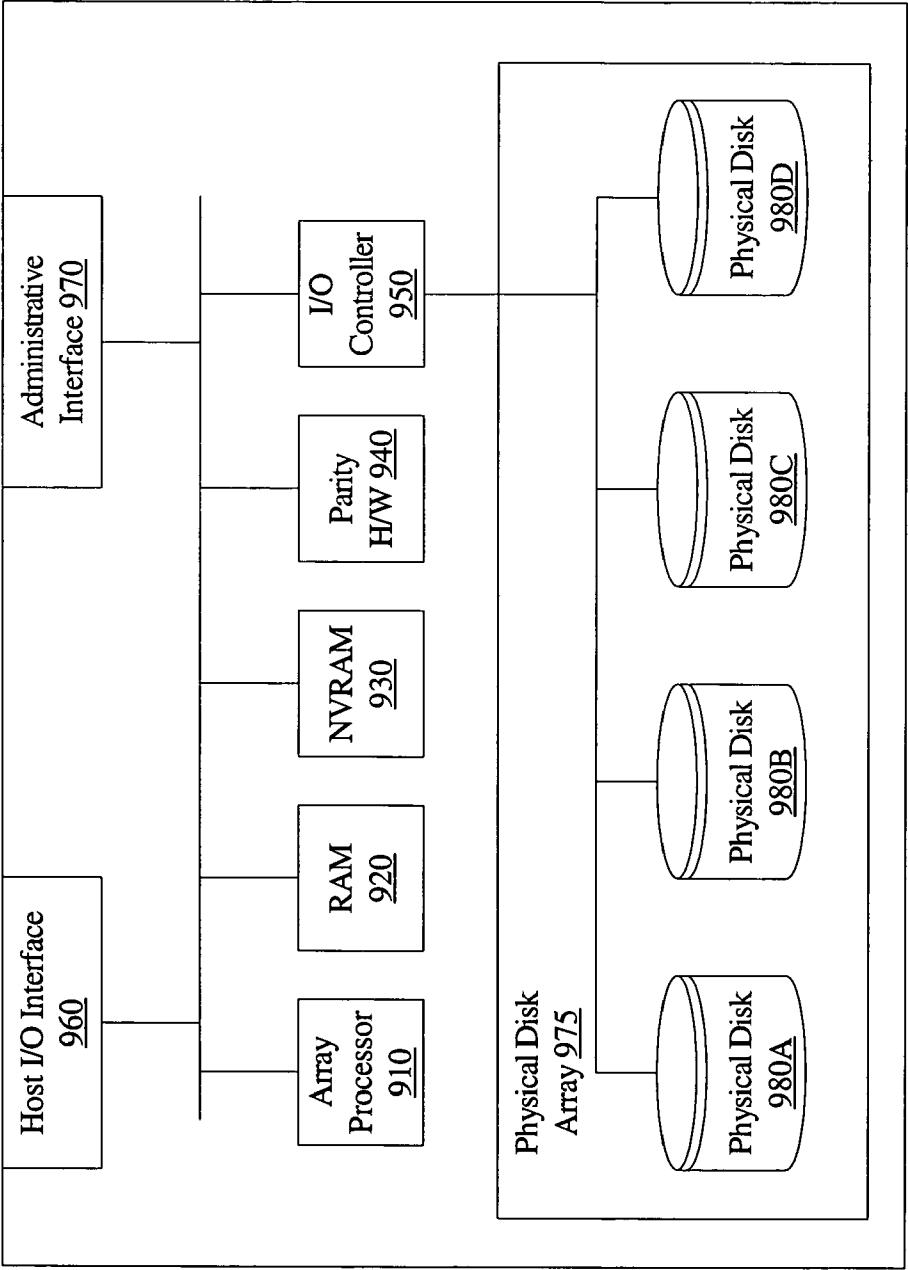 Host I/O Interface
960
Administrative
Interface 970
Array
Processor
910
RAM
920
NVRAM
930
Parity
H/W 940
I/O
Controller
950
Physical Disk
Array 975
Physical Disk
980A
Physical Disk
980B
Physical Disk
980C
Physical Disk
980D